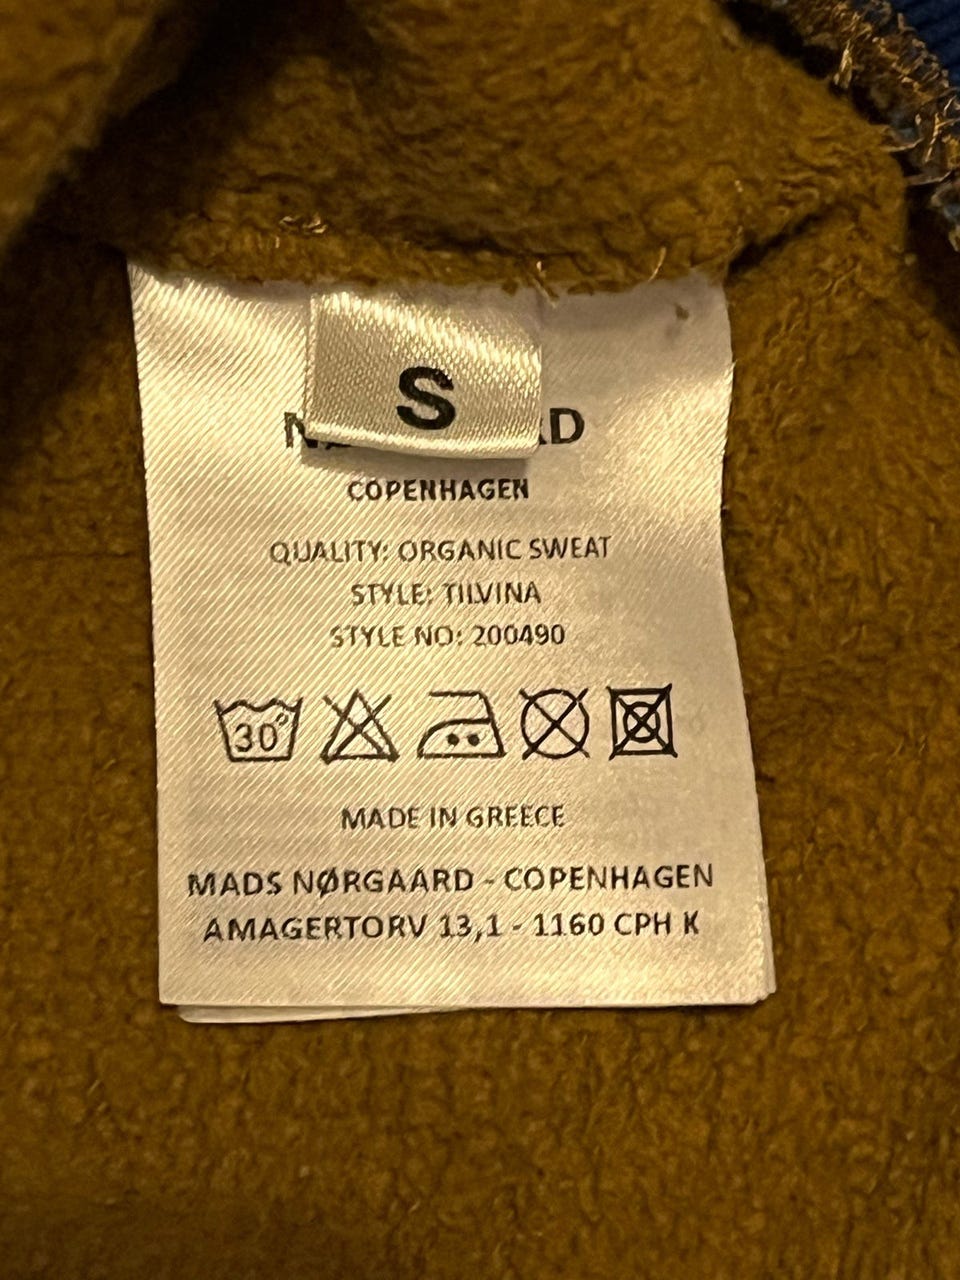 S
COPENHAGEN
QUALITY: ORGANIC SWEAT
STYLE: TILVINA
STYLE NO: 200490
30°
MADE IN GREECE
MADS NØRGAARD - COPENHAGEN
AMAGERTORV 13,1 - 1160 CPH K